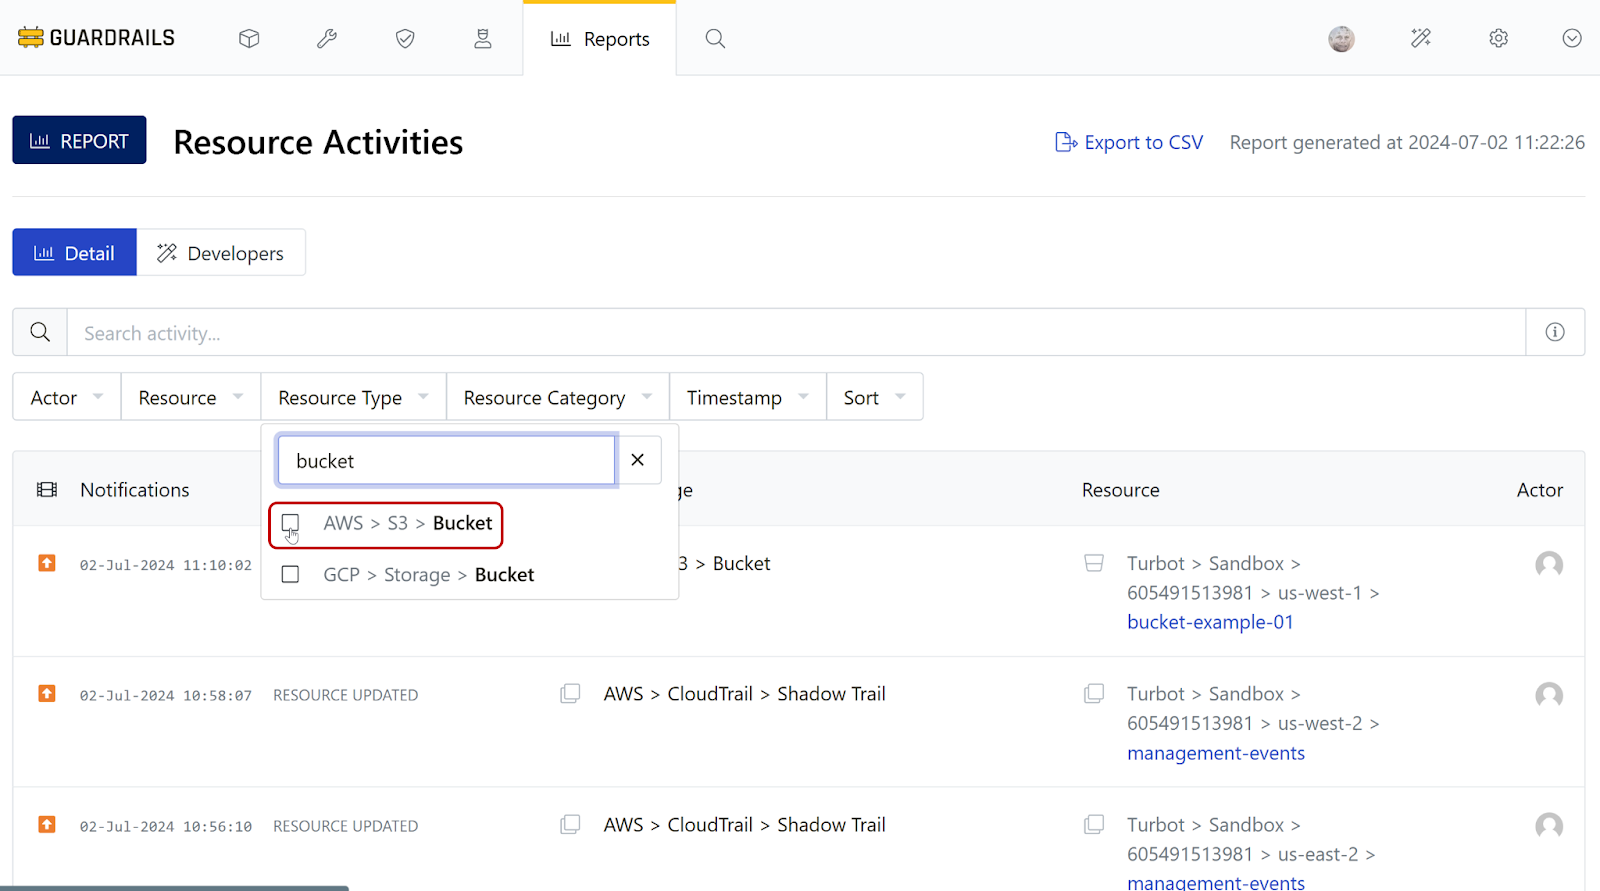 GUARDRAILS
Reports
REPORT
Resource Activities
Export to CSV
Report generated at 2024-07-02 11:22:26
Detail
Developers
Search activity...
Actor
Resource
Resource Type
Resource Category
Timestamp
Sort
bucket
AWS > S3 > Bucket
GCP > Storage > Bucket
Notifications
Resource
Actor
02-Jul-2024 11:10:02
> Bucket
Turbot > Sandbox >
605491513981 > us-west-1 >
bucket-example-01
02-Jul-2024 10:58:07
RESOURCE UPDATED
AWS > CloudTrail > Shadow Trail
Turbot > Sandbox >
605491513981 > us-west-2 >
management-events
02-Jul-2024 10:56:10
RESOURCE UPDATED
AWS > CloudTrail > Shadow Trail
Turbot > Sandbox >
605491513981 > us-east-2 >
management-events